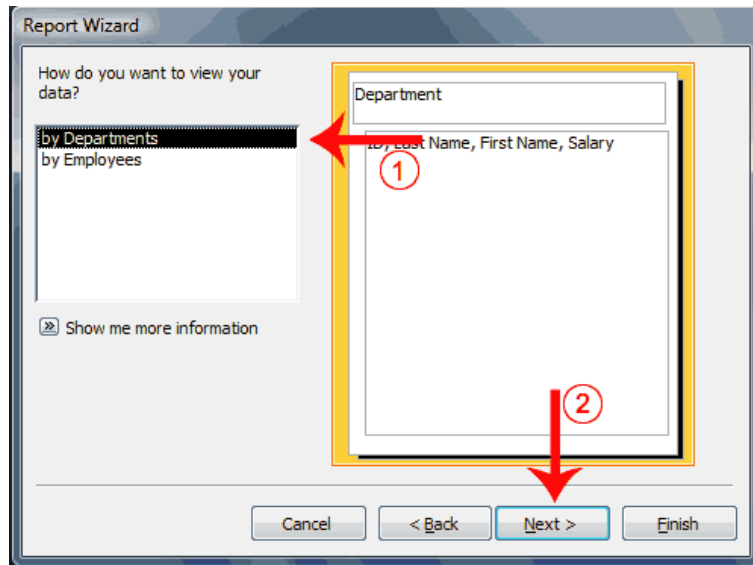 Report Wizard
How do you want to view your
data?
by Departments
by Employees
Show me more information
Department
ID, Last Name, First Name, Salary
1
2
Cancel
< Back
Next >
Finish